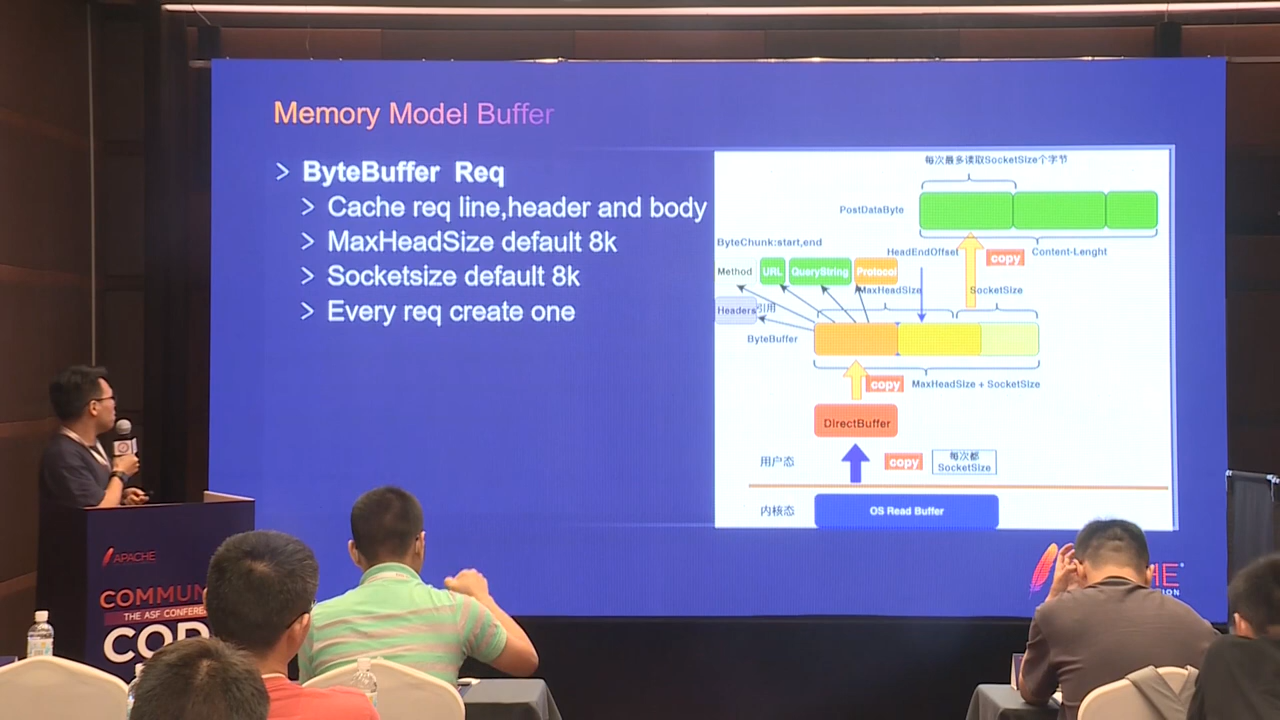 Memory Model Buffer
> ByteBuffer Req
> Cache req line,header and body
> MaxHeadSize default 8k
> Socketsize default 8k
> Every req create one
每次最多读取SocketSize个字节
PostDataByte
ByteChunk:start,end
HeadEndOffset
copy
Content-Lenght
Method
URL
QueryString
Protocol
MaxHeadSize
SocketSize
Headers
引用
ByteBuffer
copy
MaxHeadSize + SocketSize
DirectBuffer
用户态
copy
每次都
SocketSize
内核态
OS Read Buffer
APACHE
COMMUN
THE ASF CONFERE
COD
HE